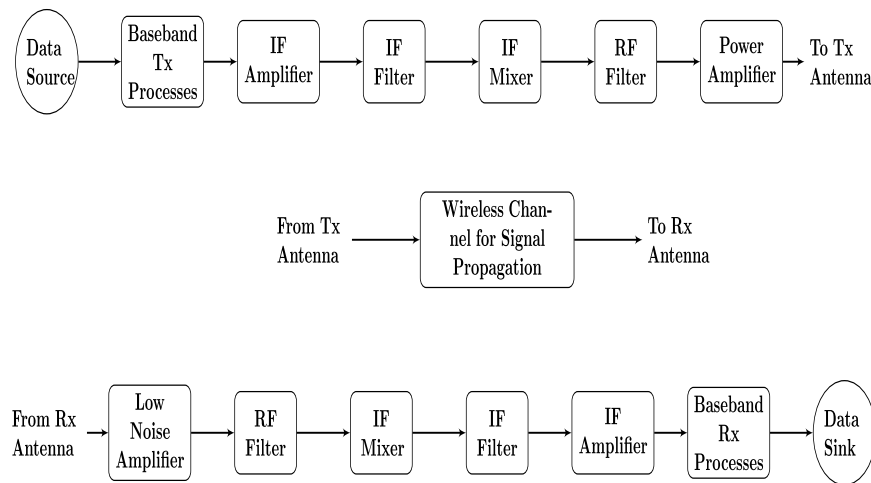 Data
Source
Baseband
Tx
Processes
IF
Amplifier
IF
Filter
IF
Mixer
RF
Filter
Power
Amplifier
To Tx
Antenna
From Tx
Antenna
Wireless Chan-
nel for Signal
Propagation
To Rx
Antenna
From Rx
Antenna
Low
Noise
Amplifier
RF
Filter
IF
Mixer
IF
Filter
IF
Amplifier
Baseband
Rx
Processes
Data
Sink